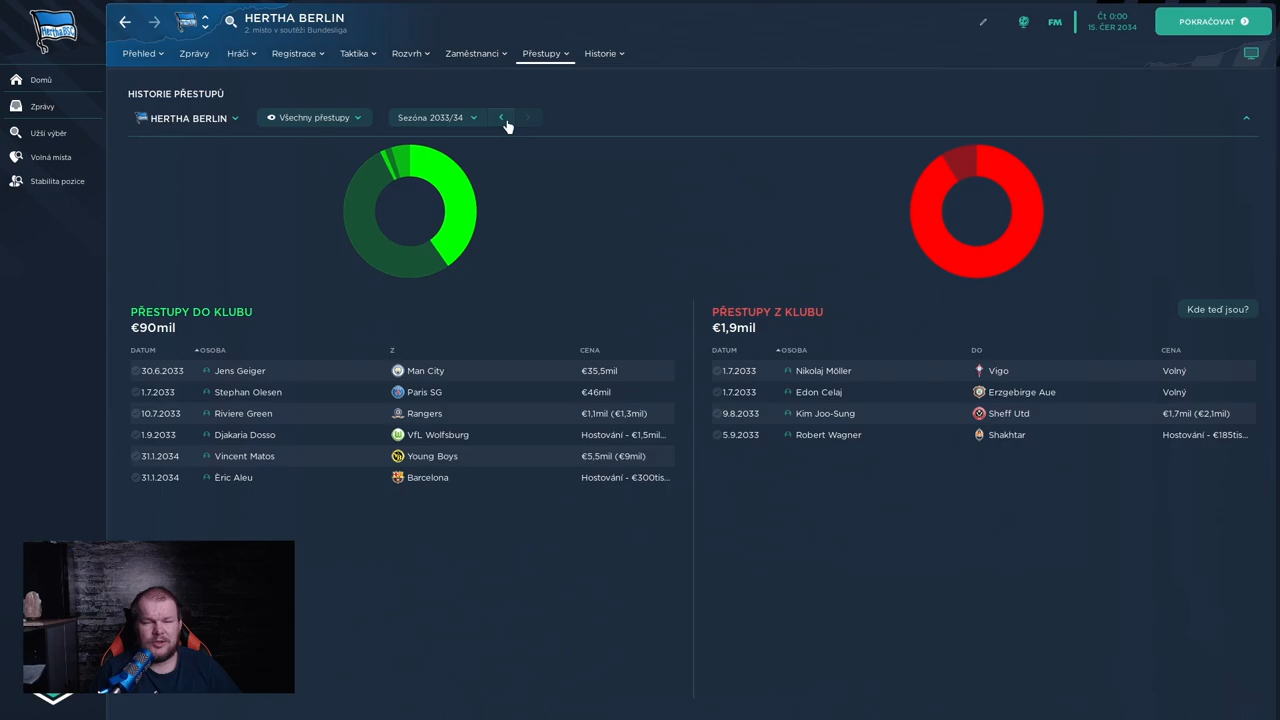 Hertha BSC
HERTHA BERLIN
2. místo v soutěži Bundesliga
FM
Čt 0:00
15. ČER 2034
POKRAČOVAT
Přehled
Zprávy
Hráči
Registrace
Taktika
Rozvrh
Zaměstnanci
Přestupy
Historie
Domů
Zprávy
Užší výběr
Volná místa
Stabilita pozice
HISTORIE PŘESTUPŮ
HERTHA BERLIN
Všechny přestupy
Sezóna 2033/34
PŘESTUPY DO KLUBU
€90mil
DATUM OSOBA Z CENA
30.6.2033 Jens Geiger Man City €35,5mil
1.7.2033 Stephan Olesen Paris SG €46mil
10.7.2033 Riviere Green Rangers €1,1mil (€1,3mil)
1.9.2033 Djakaria Dosso VfL Wolfsburg Hostování - €1,5mil...
31.1.2034 Vincent Matos Young Boys €5,5mil (€9mil)
31.1.2034 Èric Aleu Barcelona Hostování - €300tis...
PŘESTUPY Z KLUBU
€1,9mil
Kde teď jsou?
DATUM OSOBA DO CENA
1.7.2033 Nikolaj Möller Vigo Volný
1.7.2033 Edon Celaj Erzgebirge Aue Volný
9.8.2033 Kim Joo-Sung Sheff Utd €1,7mil (€2,1mil)
5.9.2033 Robert Wagner Shakhtar Hostování - €185tis...